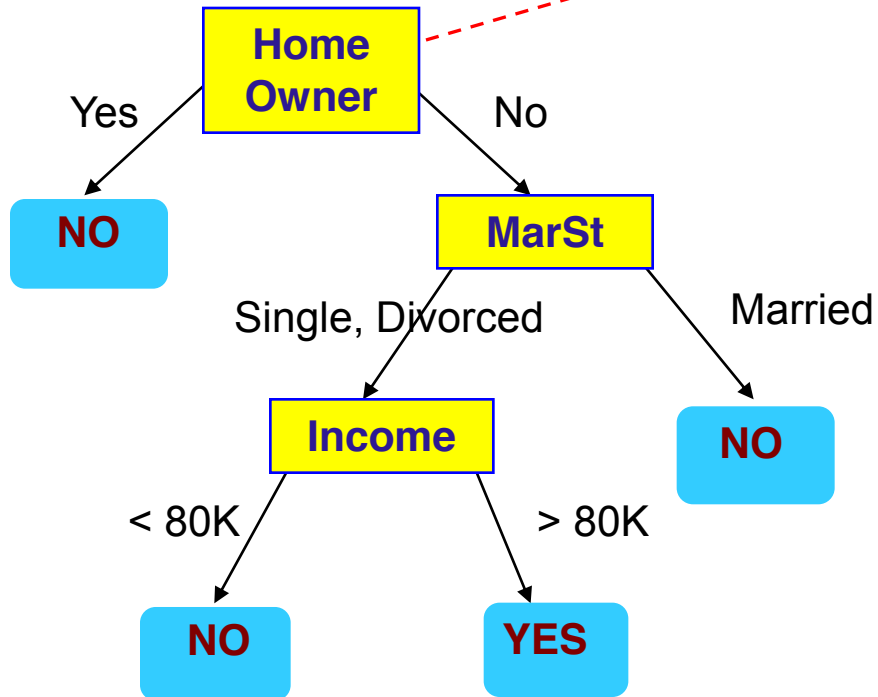 Home
Owner
Yes
No
NO
MarSt
Single, Divorced
Married
Income
NO
< 80K
> 80K
NO
YES